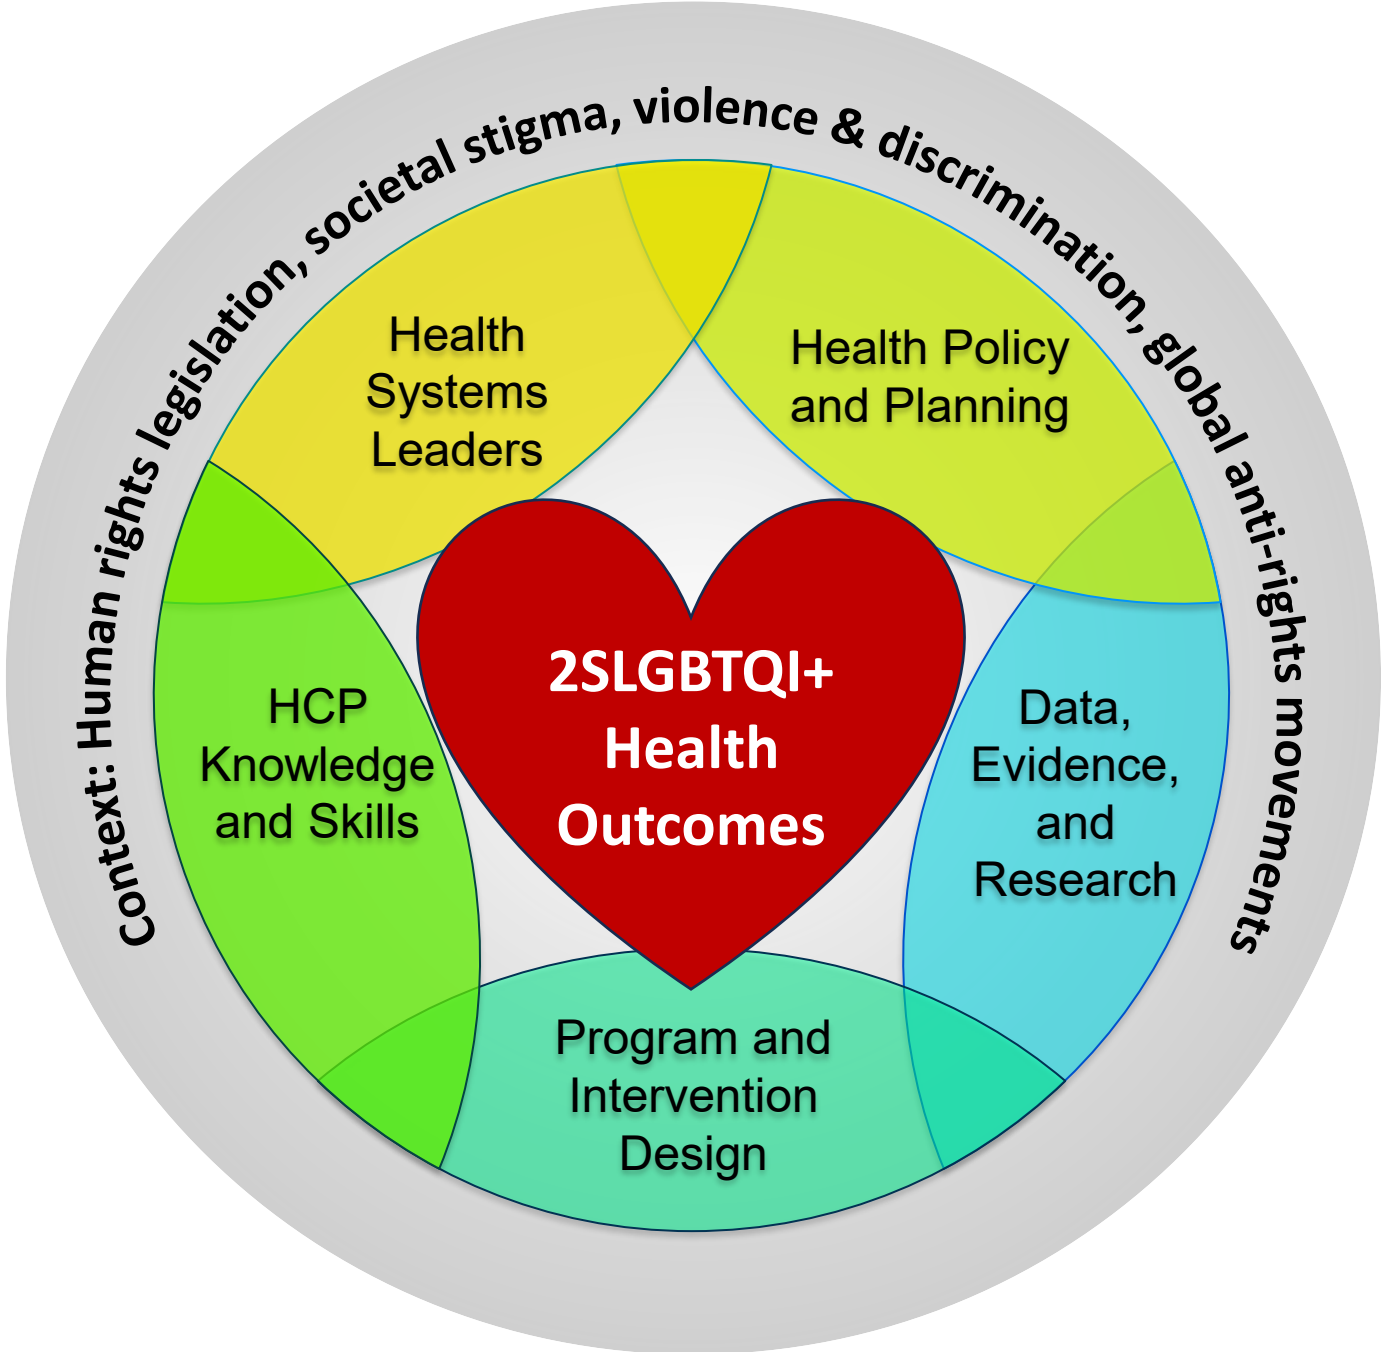 Context: Human rights legislation, societal stigma, violence & discrimination, global anti-rights movements
Health
Systems
Leaders
Health Policy
and Planning
HCP
Knowledge
and Skills
2SLGBTQI+
Health
Outcomes
Data,
Evidence,
and
Research
Program and
Intervention
Design